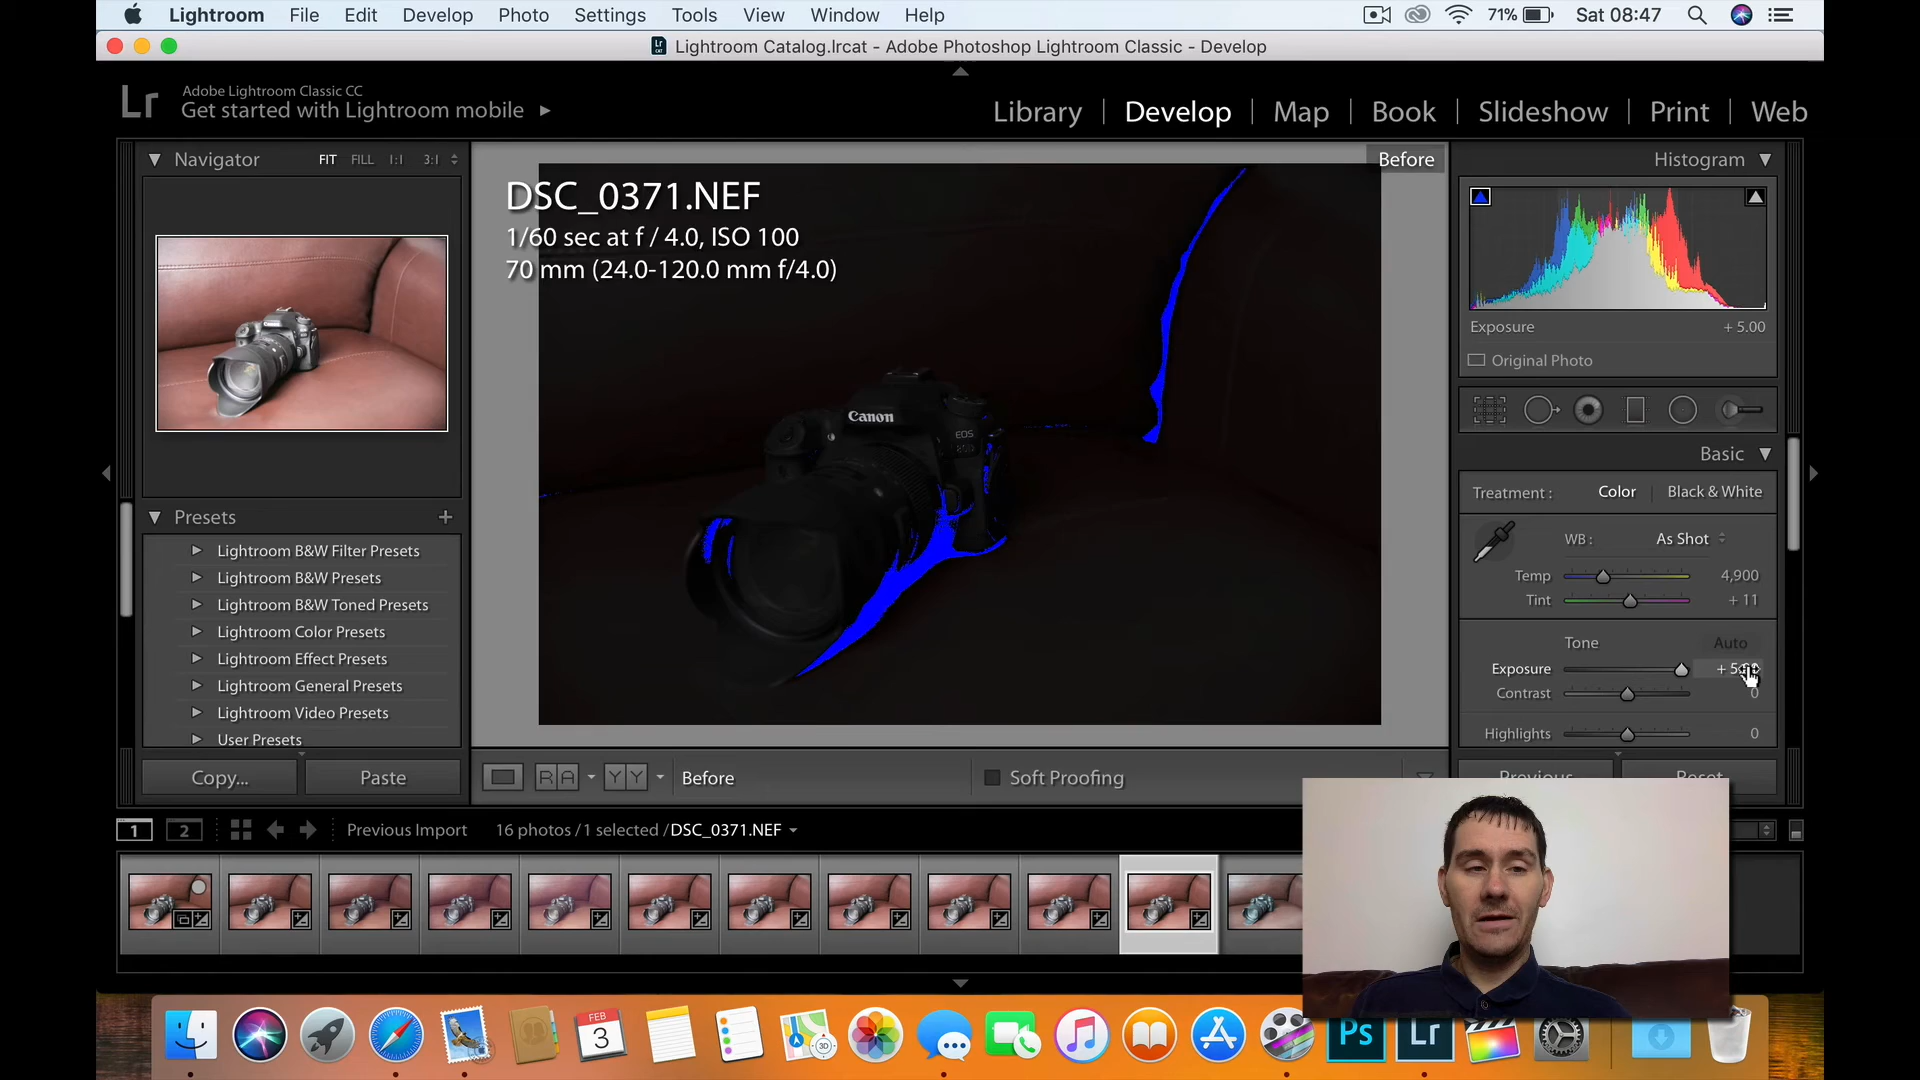 Lightroom File Edit Develop Photo Settings Tools View Window Help 71% Sat 08:47
Lightroom Catalog.lrcat - Adobe Photoshop Lightroom Classic - Develop
Lr Adobe Lightroom Classic CC
Get started with Lightroom mobile
Library | Develop | Map | Book | Slideshow | Print | Web
Navigator FIT FILL 1:1 3:1
Before
Histogram
DSC_0371.NEF
1/60 sec at f / 4.0, ISO 100
70 mm (24.0-120.0 mm f/4.0)
Exposure + 5.00
Original Photo
Canon
EOS
Basic
Treatment : Color Black & White
WB : As Shot
Temp 4,900
Tint + 11
Tone Auto
Exposure
Contrast 0
Highlights 0
Presets
Lightroom B&W Filter Presets
Lightroom B&W Presets
Lightroom B&W Toned Presets
Lightroom Color Presets
Lightroom Effect Presets
Lightroom General Presets
Lightroom Video Presets
User Presets
Copy... Paste
R A Y Y Before Soft Proofing
Previous Reset
1 2 Previous Import 16 photos / 1 selected / DSC_0371.NEF
FEB
3
3D
Ps
Lr